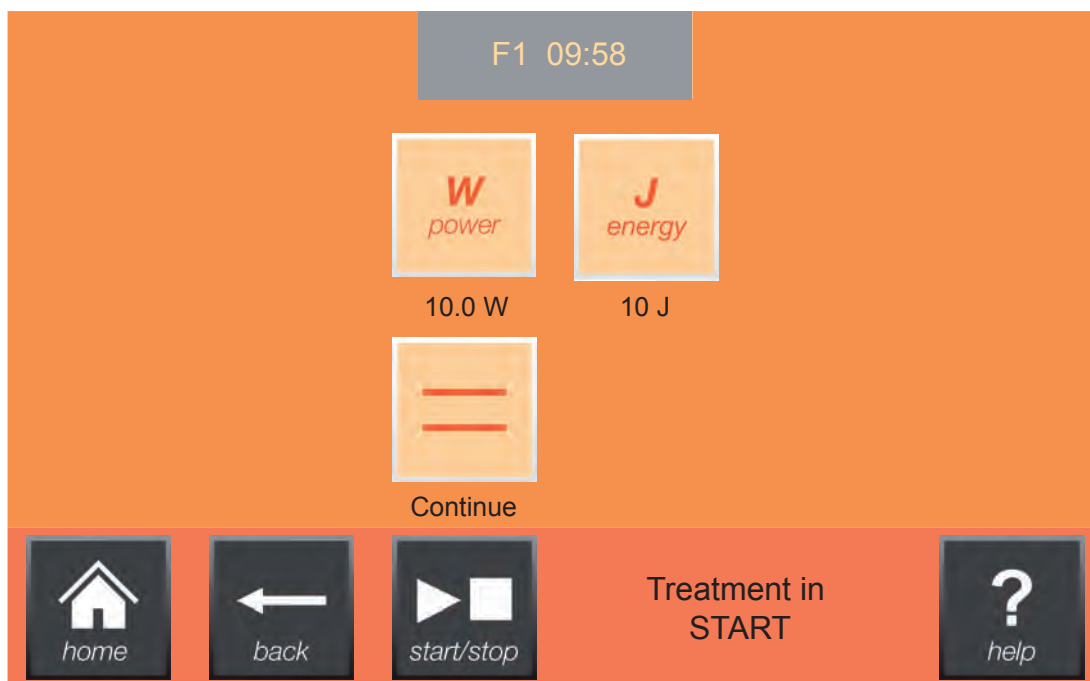 F1 09:58
W J
power energy
10.0 W 10 J
Continue
Treatment in
START
?
home back start/stop help